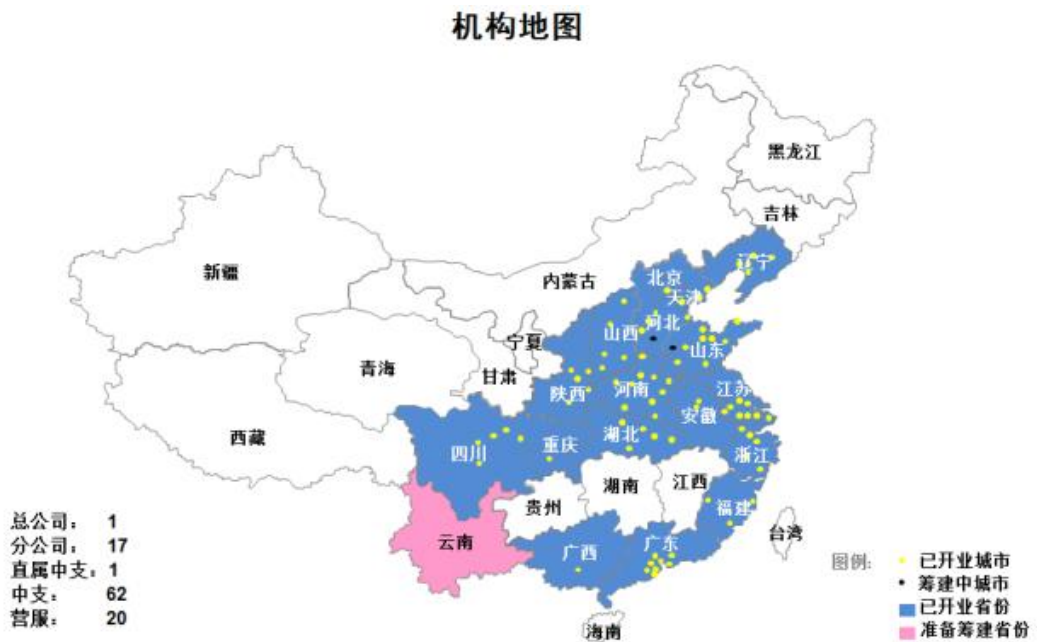 机构地图
黑龙江
吉林
辽宁
新疆
内蒙古
北京
天津
河北
山西
宁夏
山东
青海
甘肃
陕西
河南
江苏
安徽
西藏
四川
重庆
湖北
浙江
湖南
江西
贵州
福建
云南
广西
广东
台湾
海南
总公司： 1
分公司： 17
直属中支：1
中支： 62
营服： 20
图例：
已开业城市
筹建中城市
已开业省份
准备筹建省份